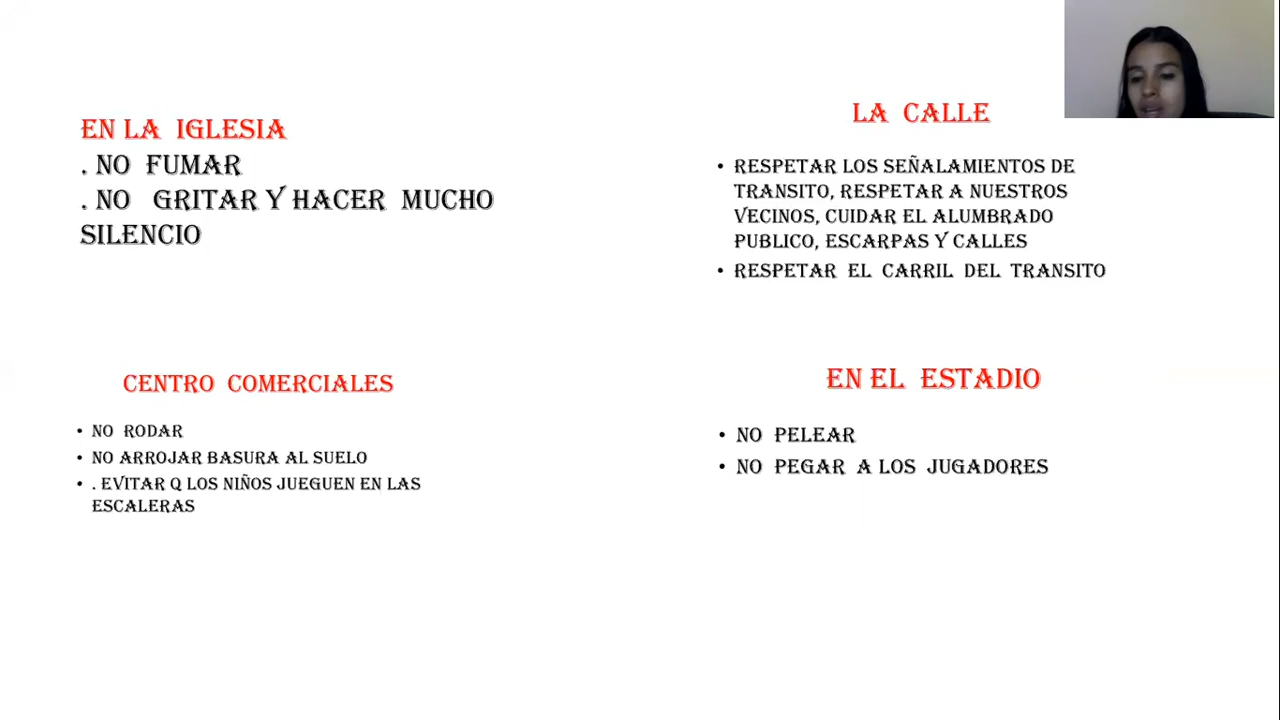 EN LA IGLESIA
. NO FUMAR
. NO GRITAR Y HACER MUCHO
SILENCIO
LA CALLE
• RESPETAR LOS SEÑALAMIENTOS DE
TRANSITO, RESPETAR A NUESTROS
VECINOS, CUIDAR EL ALUMBRADO
PUBLICO, ESCARPAS Y CALLES
• RESPETAR EL CARRIL DEL TRANSITO
CENTRO COMERCIALES
• NO RODAR
• NO ARROJAR BASURA AL SUELO
• . EVITAR Q LOS NIÑOS JUEGUEN EN LAS
ESCALERAS
EN EL ESTADIO
• NO PELEAR
• NO PEGAR A LOS JUGADORES